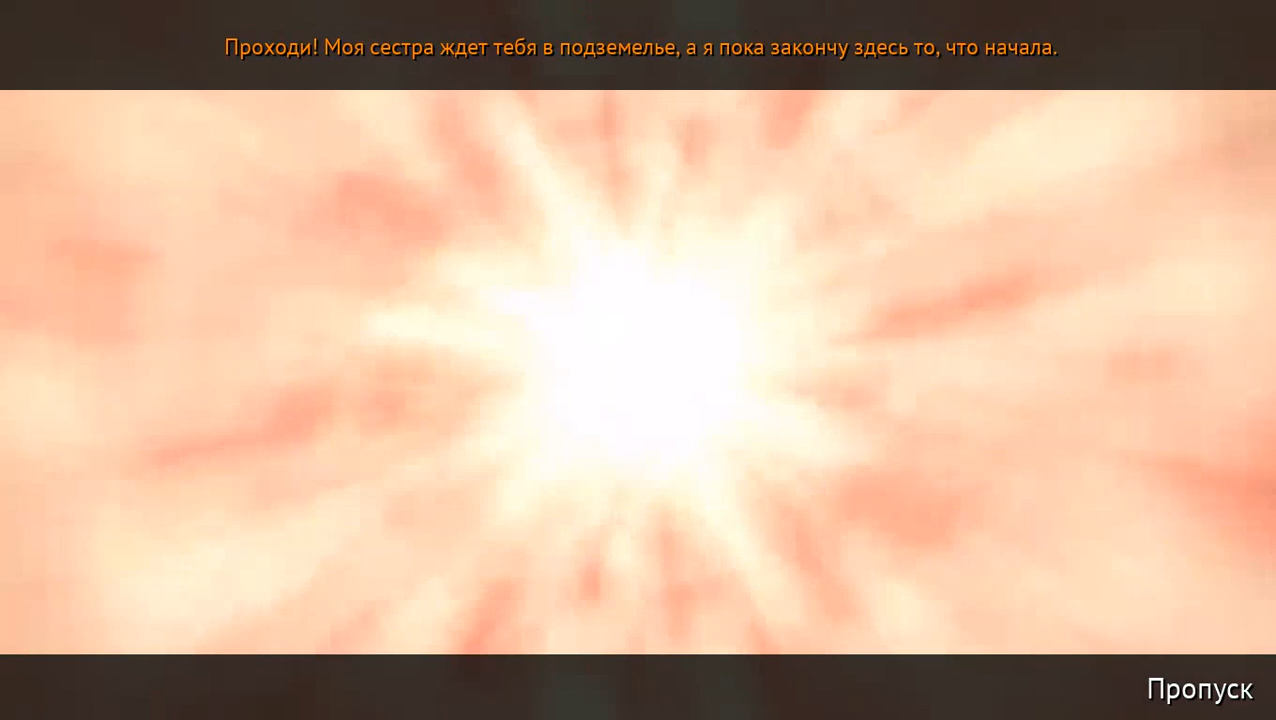 Проходи! Моя сестра ждет тебя в подземелье, а я пока закончу здесь то, что начала.
Пропуск